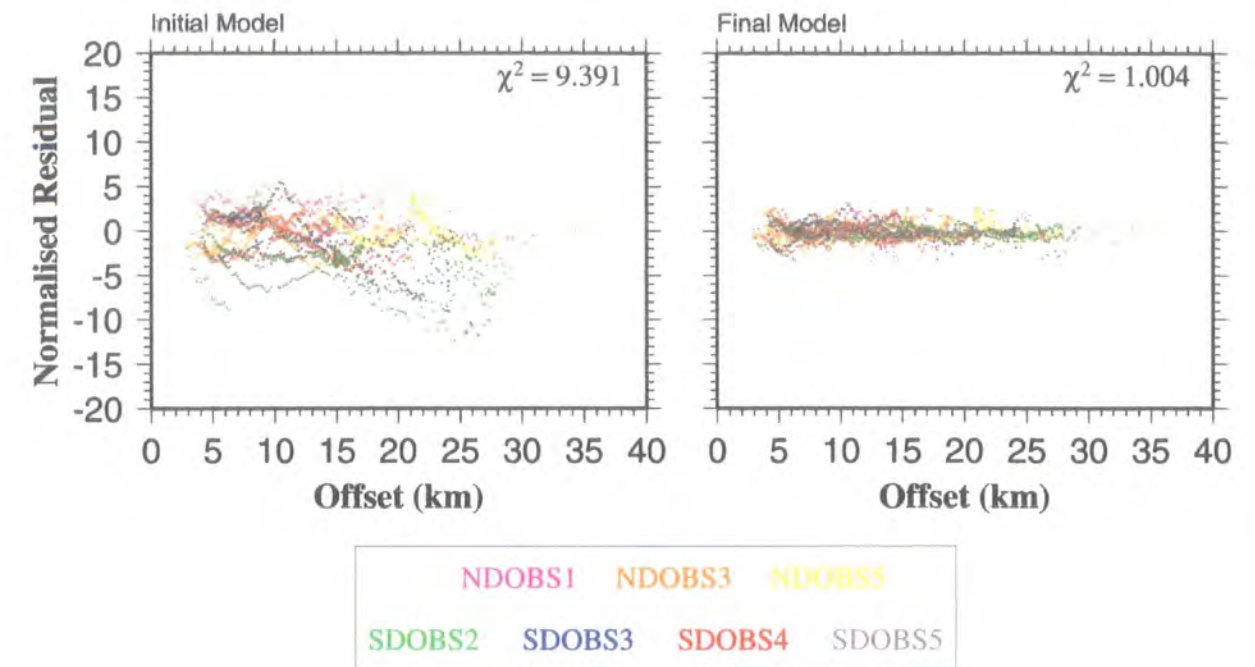 Initial Model
Final Model
χ² = 9.391
χ² = 1.004
Normalised Residual
20
15
10
5
0
-5
-10
-15
-20
0 5 10 15 20 25 30 35 40
0 5 10 15 20 25 30 35 40
Offset (km)
Offset (km)
NDOBS1 NDOBS3 NDOBS5
SDOBS2 SDOBS3 SDOBS4 SDOBS5